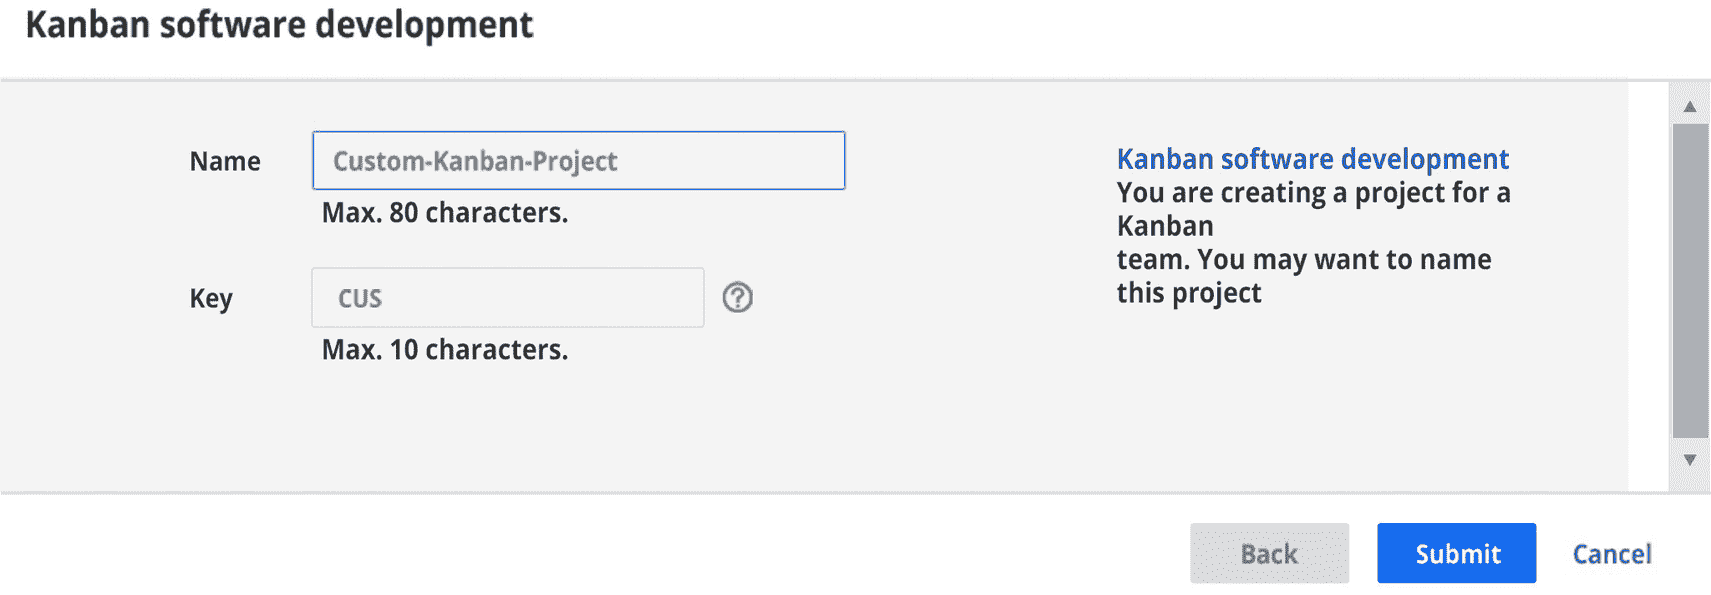 Kanban software development
Name
Custom-Kanban-Project
Max. 80 characters.
Key
CUS
Max. 10 characters.
Kanban software development
You are creating a project for a
Kanban
team. You may want to name
this project
Back
Submit
Cancel